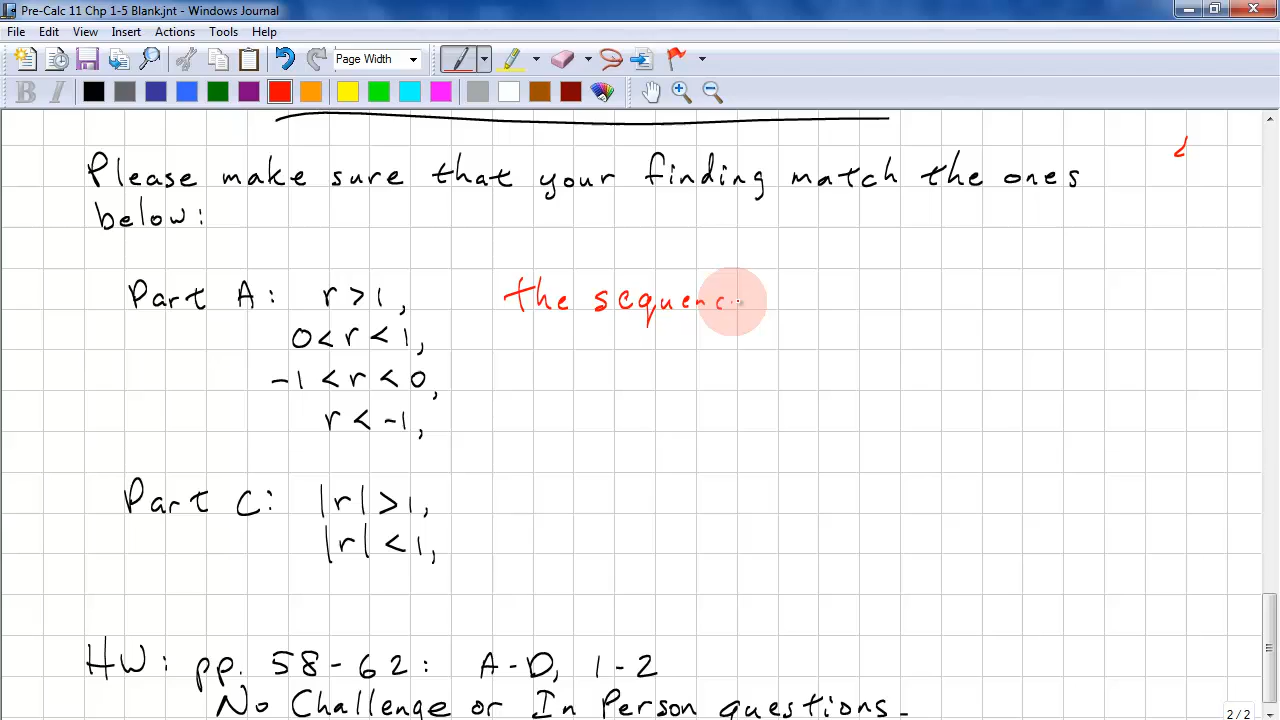 Pre-Calc 11 Chp 1-5 Blank.jnt - Windows Journal
File Edit View Insert Actions Tools Help
Page Width
B I
Please make sure that your finding match the ones
below:
Part A: r > 1, the sequenc
0 < r < 1,
-1 < r < 0,
r < -1,
Part C: |r| > 1,
|r| < 1,
HW: pp. 58-62: A-D, 1-2
No Challenge or In Person questions.
2/2